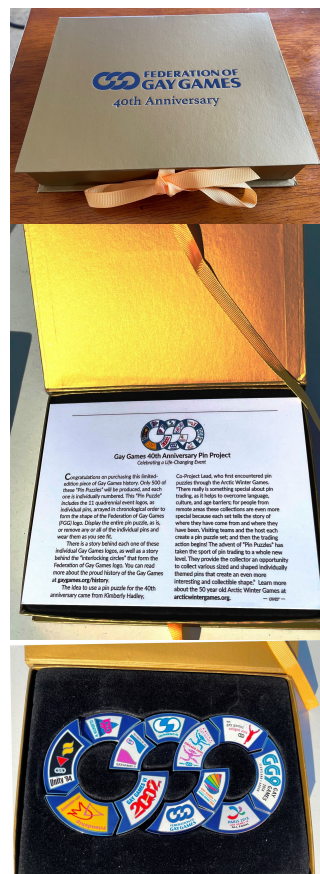 FEDERATION OF
GAY GAMES
40th Anniversary
Gay Games 40th Anniversary Pin Project
Celebrating a Life-Changing Event
Congratulations on purchasing this limited-
edition piece of Gay Games history. Only 500
of these "Pin Puzzles" will be produced, and each
one is individually numbered. This "Pin Puzzle"
includes the 11 quadrennial event logos, as
individual pins, arrayed in chronological order to
form the shape of the Federation of Gay Games
(FGG) logo. Display the entire pin puzzle, as is,
or remove any or all of the individual pins and
wear them as you see fit.
There is a story behind each one of these
individual Gay Games logos, as well as a story
behind the "interlocking circles" that form the
Federation of Gay Games logo. You can read
more about the proud history of the Gay Games
at gaygames.org/history.
The idea to use a pin puzzle for the 40th
anniversary came from Kimberly Hadley,
Co-Project Lead, who first encountered pin
puzzles through the Arctic Winter Games.
"There really is something special about pin
trading, as it helps to overcome language,
culture, and age barriers; for people from
remote areas these collections are even more
special because each set tells the story of
where they have come from and where they
have been. Visiting teams and the host each
create a pin puzzle set; and then the trading
action begins! The advent of "Pin Puzzles" has
taken the sport of pin trading to a whole new
level. They provide the collector an opportunity
to collect various sized and shaped individually
themed pins that create an even more
interesting and collectible shape." Learn more
about the 50 year old Arctic Winter Games at
arcticwintergames.org.
— over —
Unity '94
GAY GAMES
PARIS 2018
GG9
GAY
GAMES